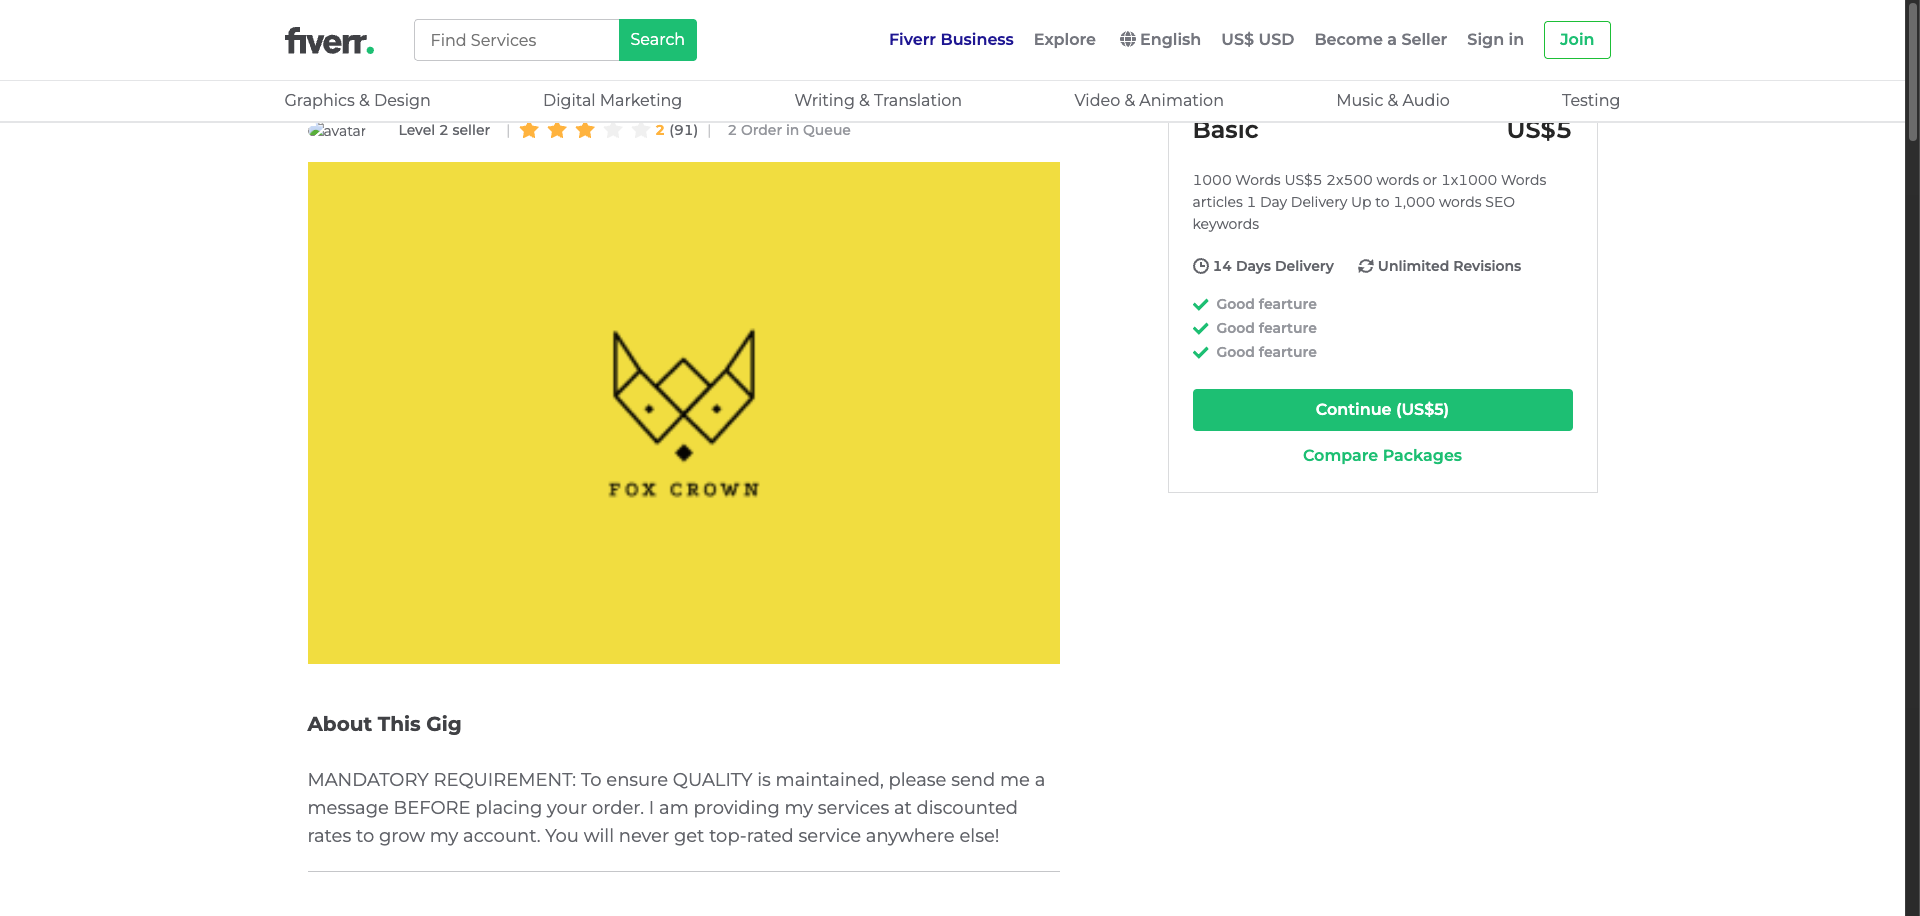 fiverr.
Find Services
Search
Fiverr Business
Explore
English
US$ USD
Become a Seller
Sign in
Join
Graphics & Design
Digital Marketing
Writing & Translation
Video & Animation
Music & Audio
Testing
avatar
Level 2 seller | 2 (91) | 2 Order in Queue
FOX CROWN
About This Gig
MANDATORY REQUIREMENT: To ensure QUALITY is maintained, please send me a
message BEFORE placing your order. I am providing my services at discounted
rates to grow my account. You will never get top-rated service anywhere else!
Basic US$5
1000 Words US$5 2x500 words or 1x1000 Words
articles 1 Day Delivery Up to 1,000 words SEO
keywords
14 Days Delivery
Unlimited Revisions
Good fearture
Good fearture
Good fearture
Continue (US$5)
Compare Packages